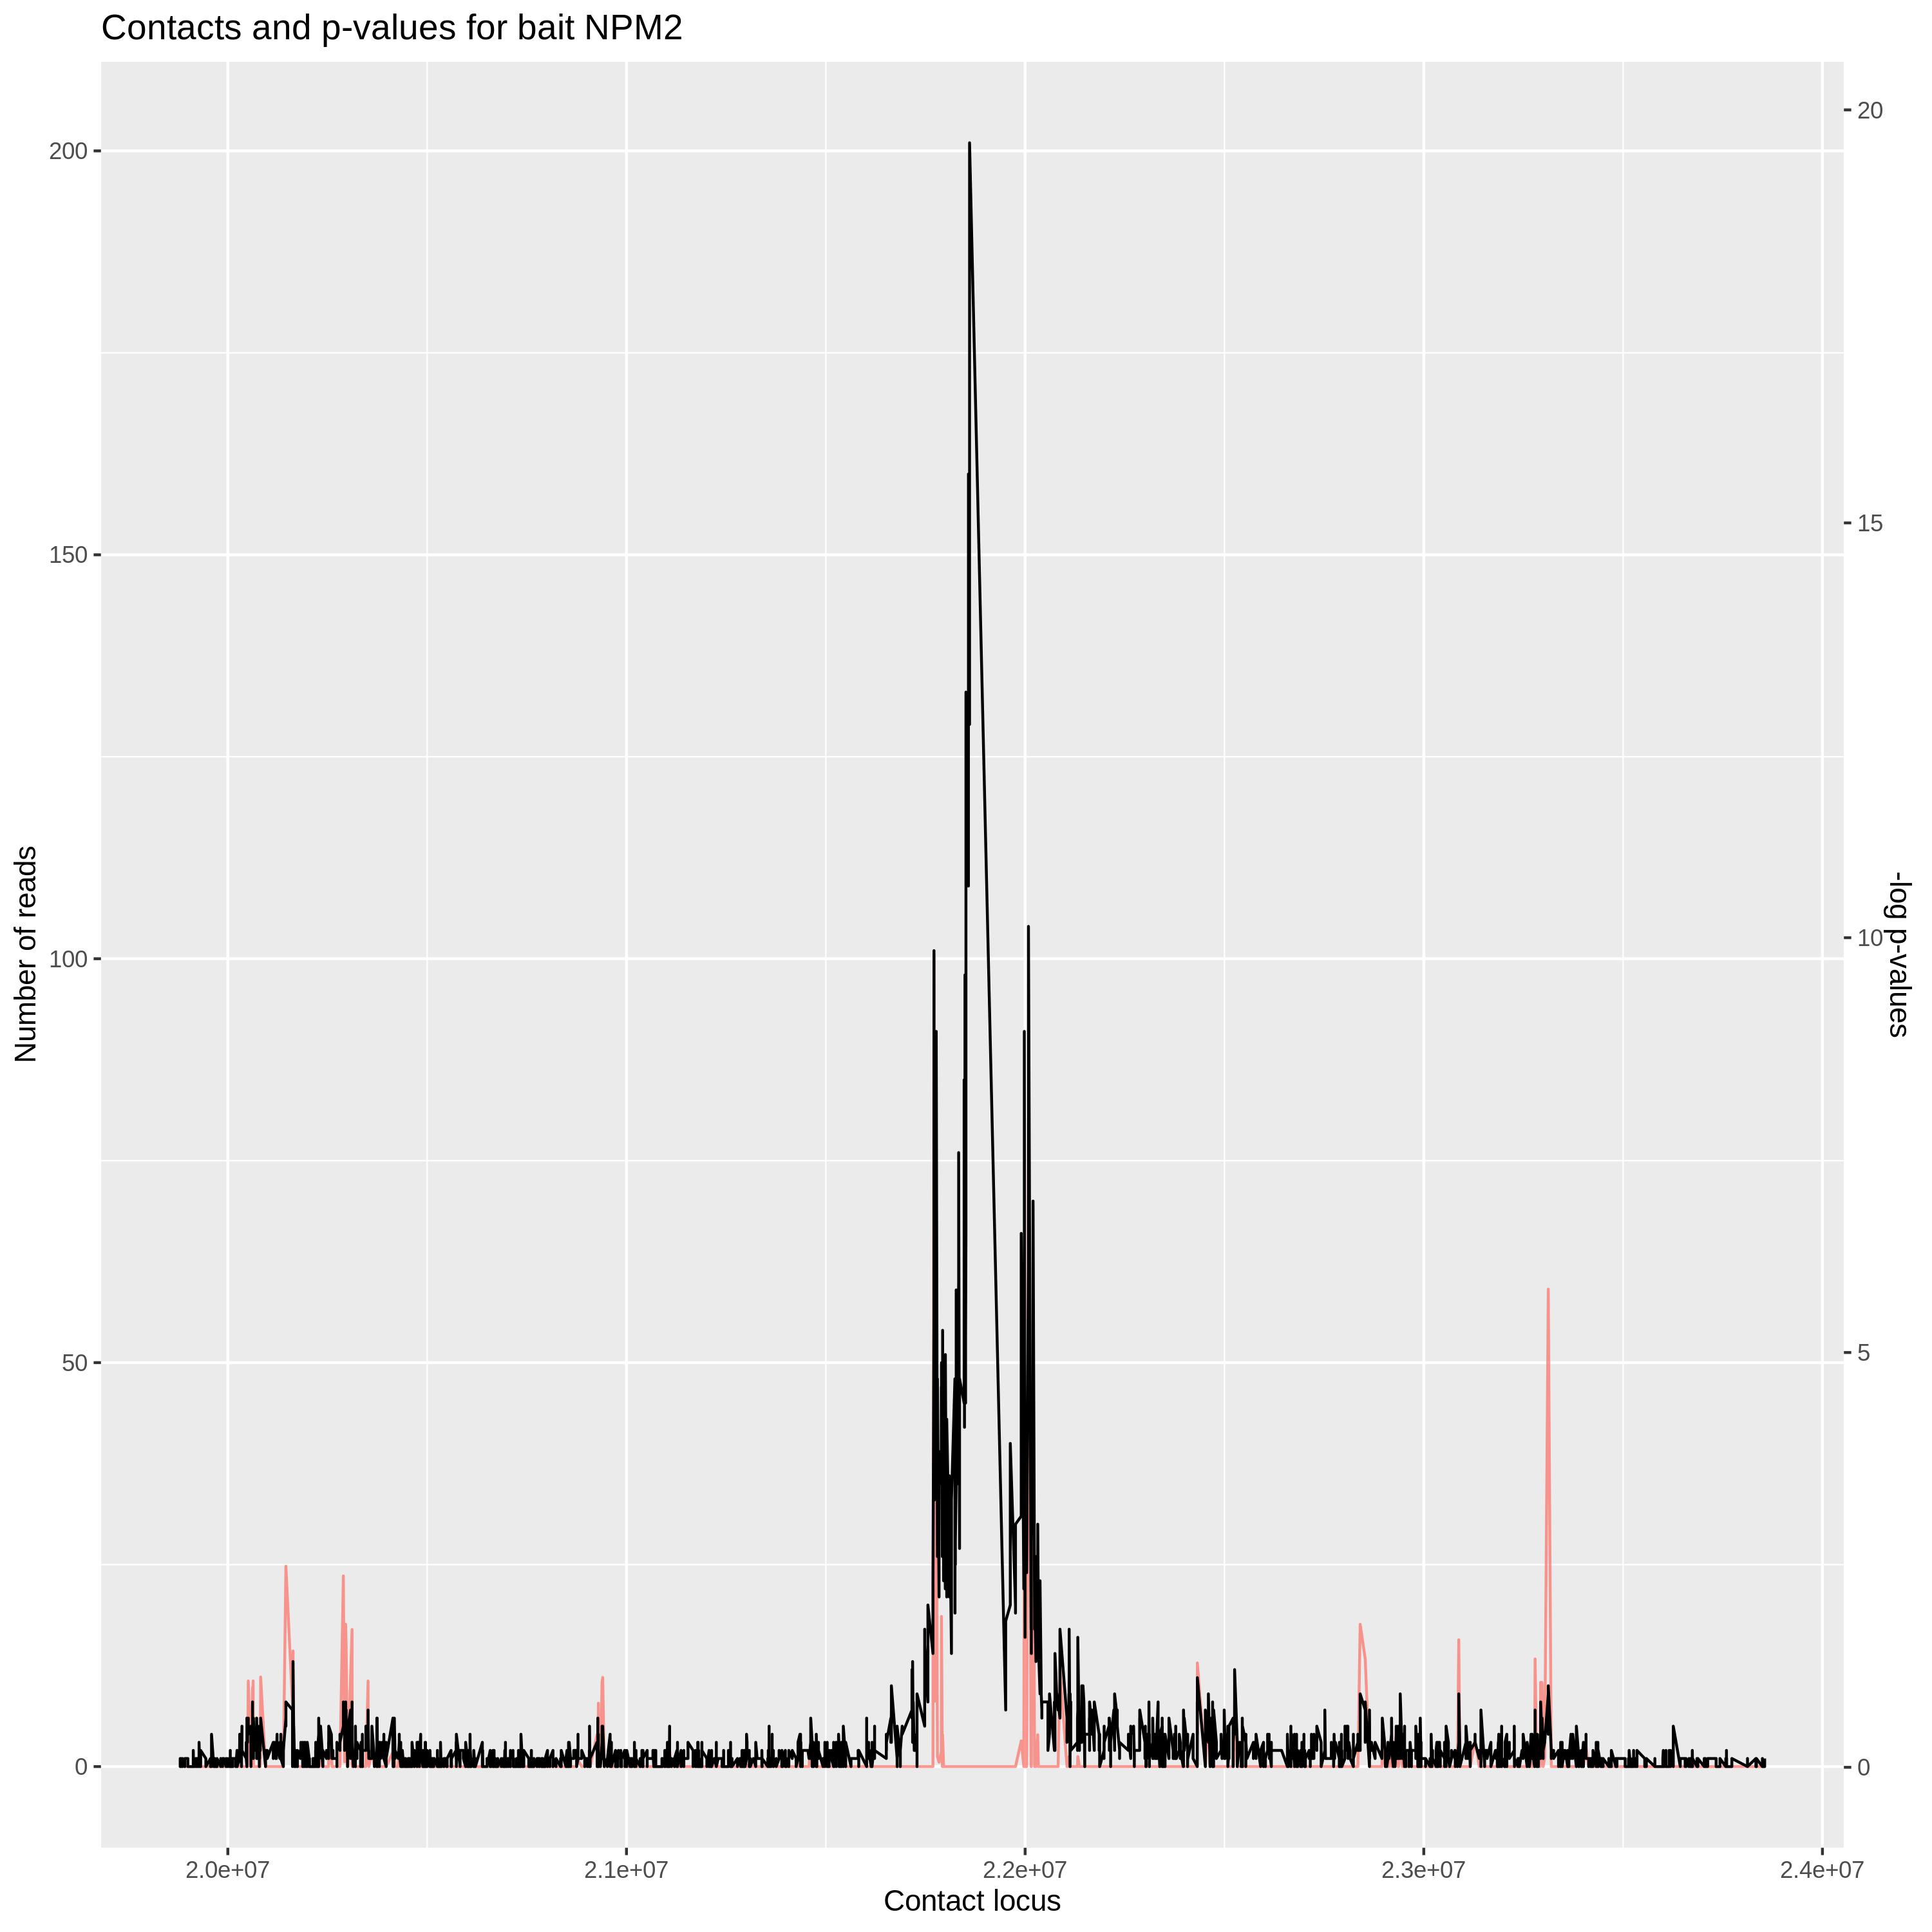 Contacts and p-values for bait NPM2
200
150
100
50
0
20
15
10
5
0
Number of reads
-log p-values
2.0e+07 2.1e+07 2.2e+07 2.3e+07 2.4e+07
Contact locus